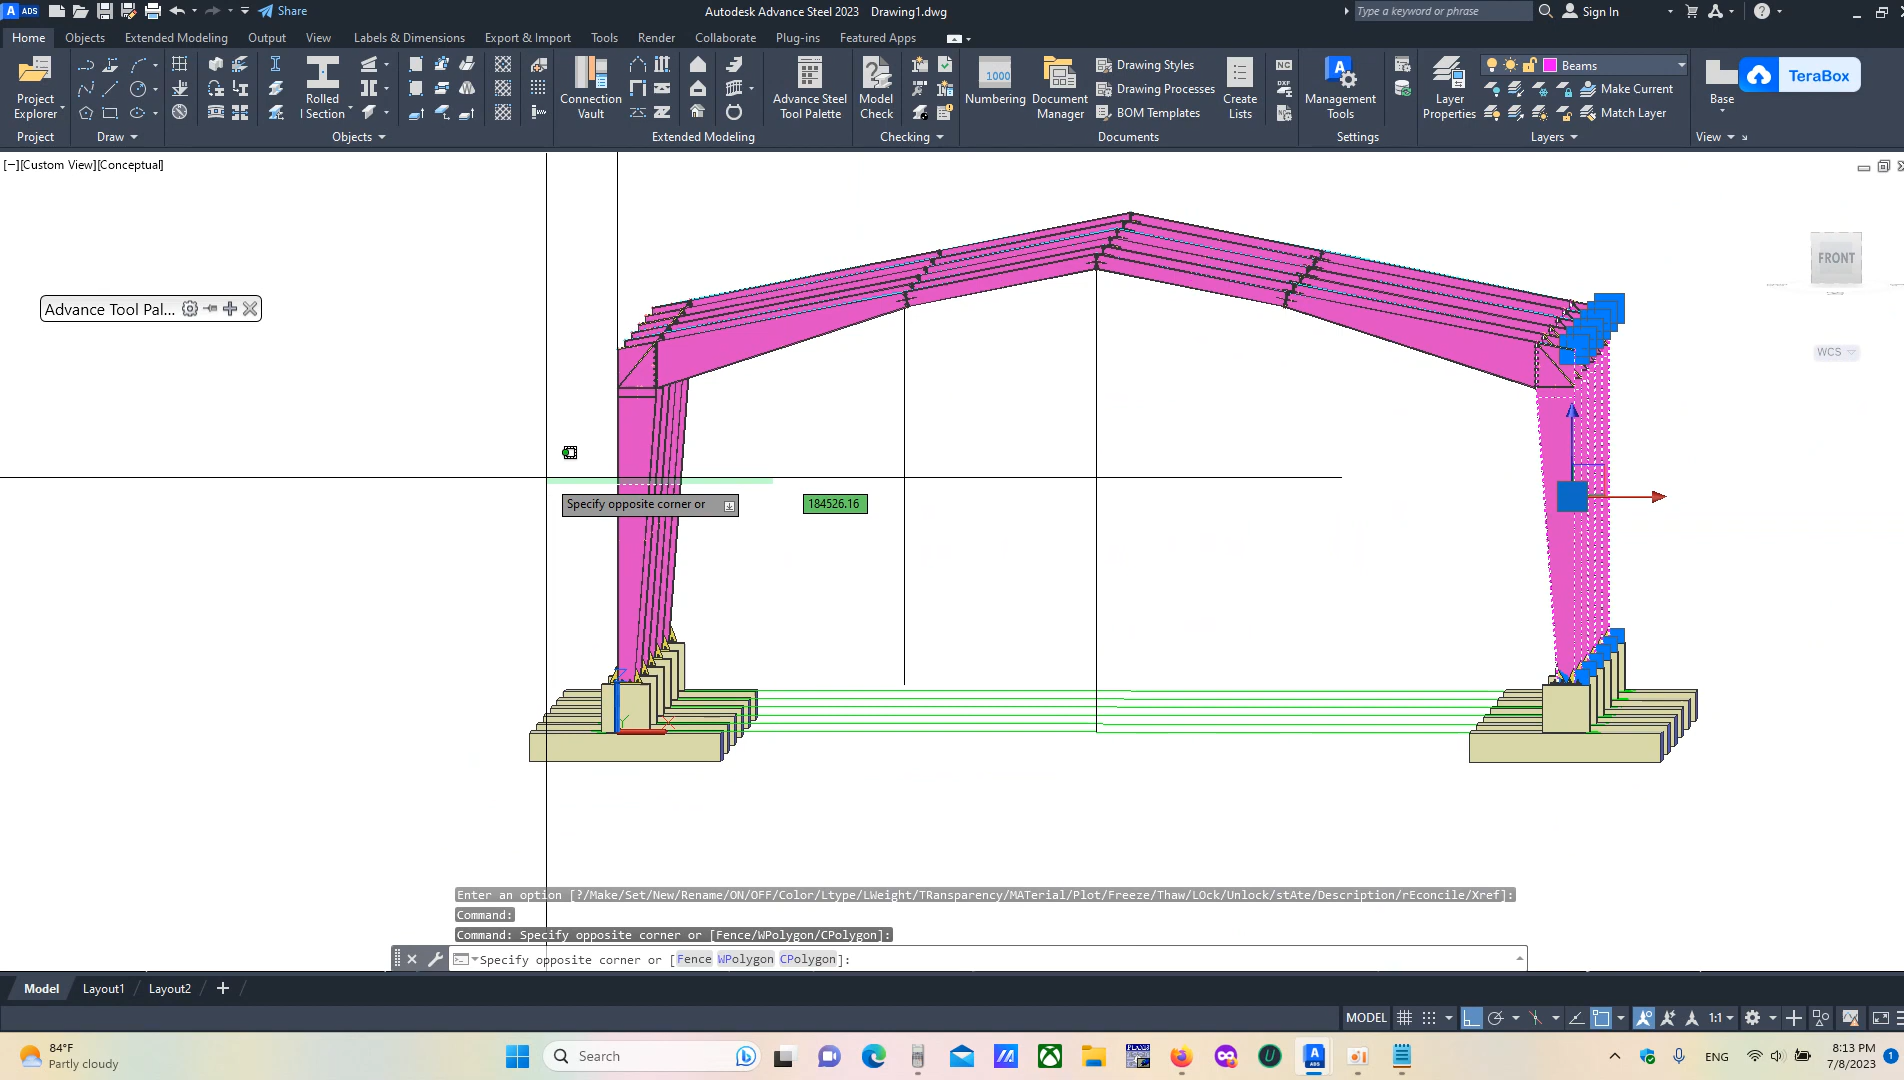 A ADS
Share
Autodesk Advance Steel 2023 Drawing1.dwg
Type a keyword or phrase
Sign In
Home Objects Extended Modeling Output View Labels & Dimensions Export & Import Tools Render Collaborate Plug-ins Featured Apps
Project Explorer
Rolled I Section
Connection Vault
Advance Steel Tool Palette
Model Check
1000
Numbering
Document Manager
Drawing Styles
Drawing Processes
BOM Templates
Create Lists
Management Tools
Layer Properties
Beams
Make Current
Match Layer
Base
TeraBox
Project Draw Objects Extended Modeling Checking Documents Settings Layers View
[−][Custom View][Conceptual]
FRONT
WCS
Advance Tool Pal...
Specify opposite corner or
184526.16
Z
Y
X
Enter an option [?/Make/Set/New/Rename/ON/OFF/Color/Ltype/LWeight/TRansparency/MATerial/Plot/Freeze/Thaw/LOck/Unlock/stAte/Description/rEconcile/Xref]:
Command:
Command: Specify opposite corner or [Fence/WPolygon/CPolygon]:
Specify opposite corner or [Fence WPolygon CPolygon]:
Model Layout1 Layout2
MODEL
1:1
84°F
Partly cloudy
Search
ENG
8:13 PM
7/8/2023
1